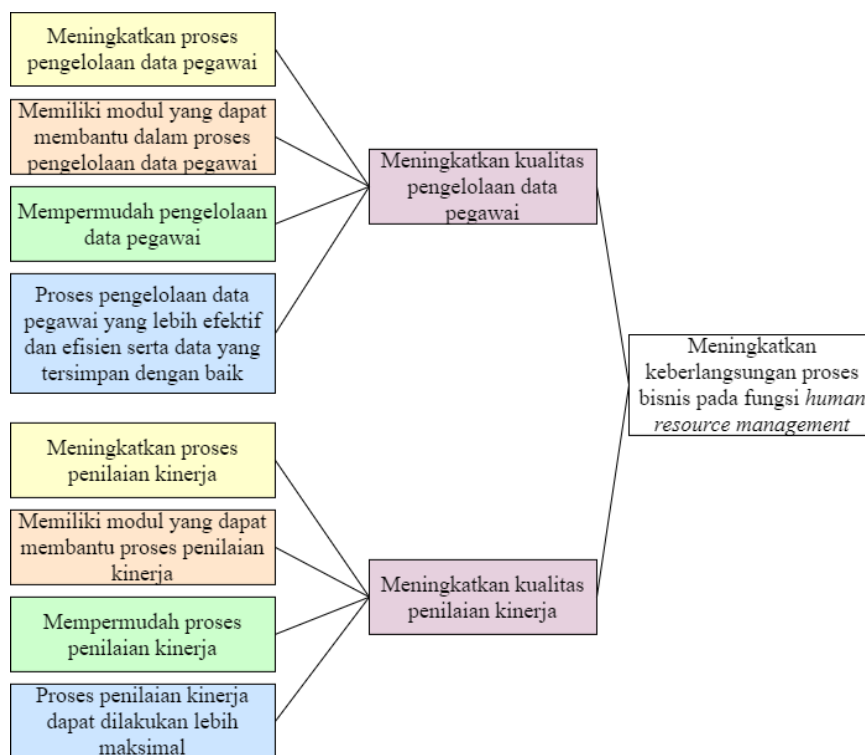 Meningkatkan proses
pengelolaan data pegawai
Memiliki modul yang dapat
membantu dalam proses
pengelolaan data pegawai
Mempermudah pengelolaan
data pegawai
Proses pengelolaan data
pegawai yang lebih efektif
dan efisien serta data yang
tersimpan dengan baik
Meningkatkan kualitas
pengelolaan data
pegawai
Meningkatkan proses
penilaian kinerja
Memiliki modul yang dapat
membantu proses penilaian
kinerja
Mempermudah proses
penilaian kinerja
Proses penilaian kinerja
dapat dilakukan lebih
maksimal
Meningkatkan kualitas
penilaian kinerja
Meningkatkan
keberlangsungan proses
bisnis pada fungsi human
resource management